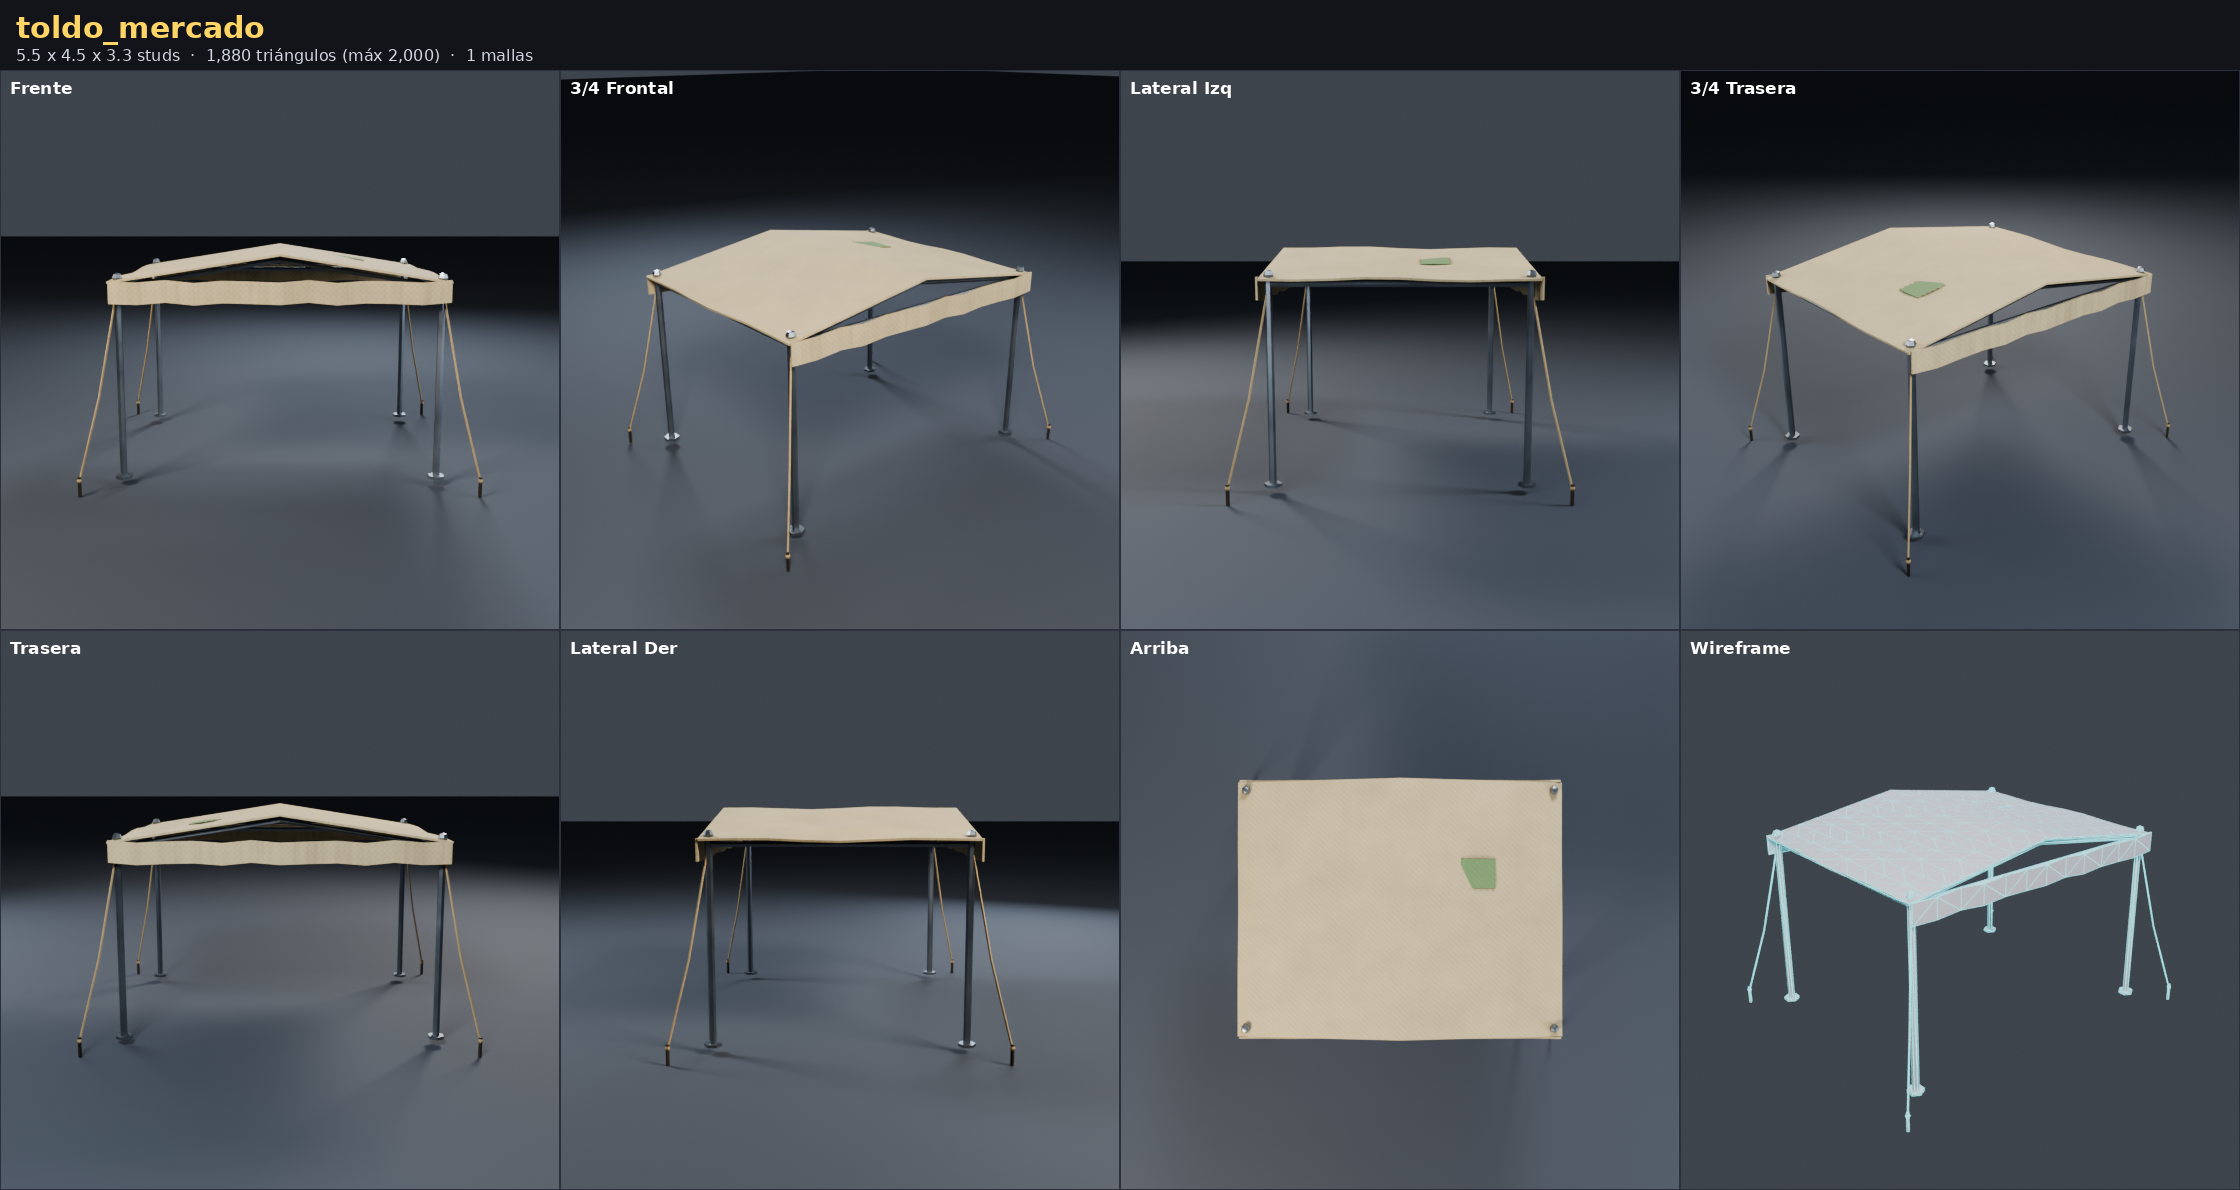 toldo_mercado
5.5 x 4.5 x 3.3 studs · 1,880 triángulos (máx 2,000) · 1 mallas
Frente
3/4 Frontal
Lateral Izq
3/4 Trasera
Trasera
Lateral Der
Arriba
Wireframe